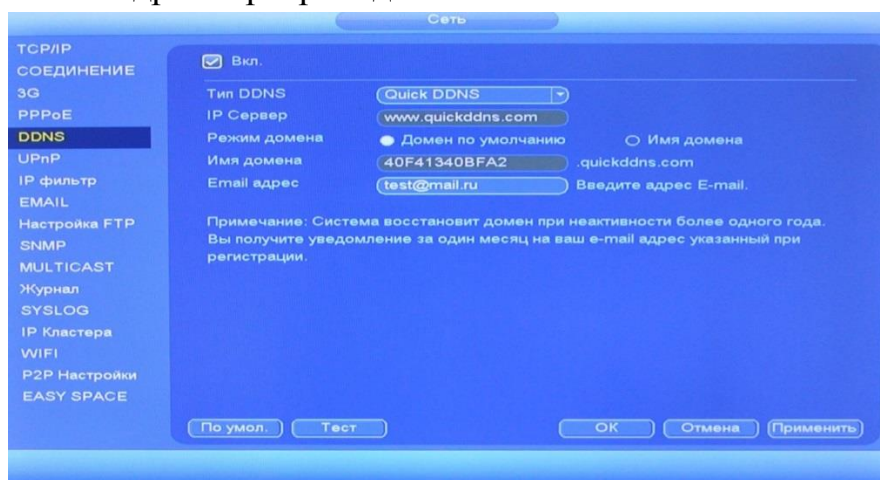 Сеть
TCP/IP
СОЕДИНЕНИЕ
3G
PPPoE
DDNS
UPnP
IP фильтр
EMAIL
Настройка FTP
SNMP
MULTICAST
Журнал
SYSLOG
IP Кластера
WIFI
P2P Настройки
EASY SPACE
Вкл.
Тип DDNS Quick DDNS
IP Сервер www.quickddns.com
Режим домена Домен по умолчанию Имя домена
Имя домена 40F41340BFA2 .quickddns.com
Email адрес test@mail.ru Введите адрес E-mail.
Примечание: Система восстановит домен при неактивности более одного года.
Вы получите уведомление за один месяц на ваш e-mail адрес указанный при
регистрации.
По умол. Тест ОК Отмена Применить